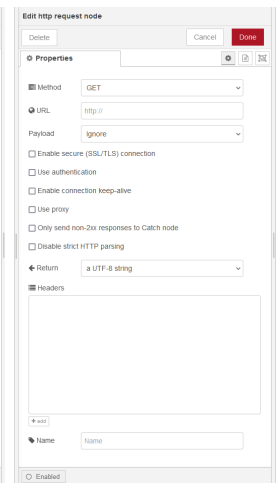 Edit http request node
Delete
Cancel
Done
Properties
Method
GET
URL
http://
Payload
Ignore
Enable secure (SSL/TLS) connection
Use authentication
Enable connection keep-alive
Use proxy
Only send non-2xx responses to Catch node
Disable strict HTTP parsing
Return
a UTF-8 string
Headers
add
Name
Name
Enabled